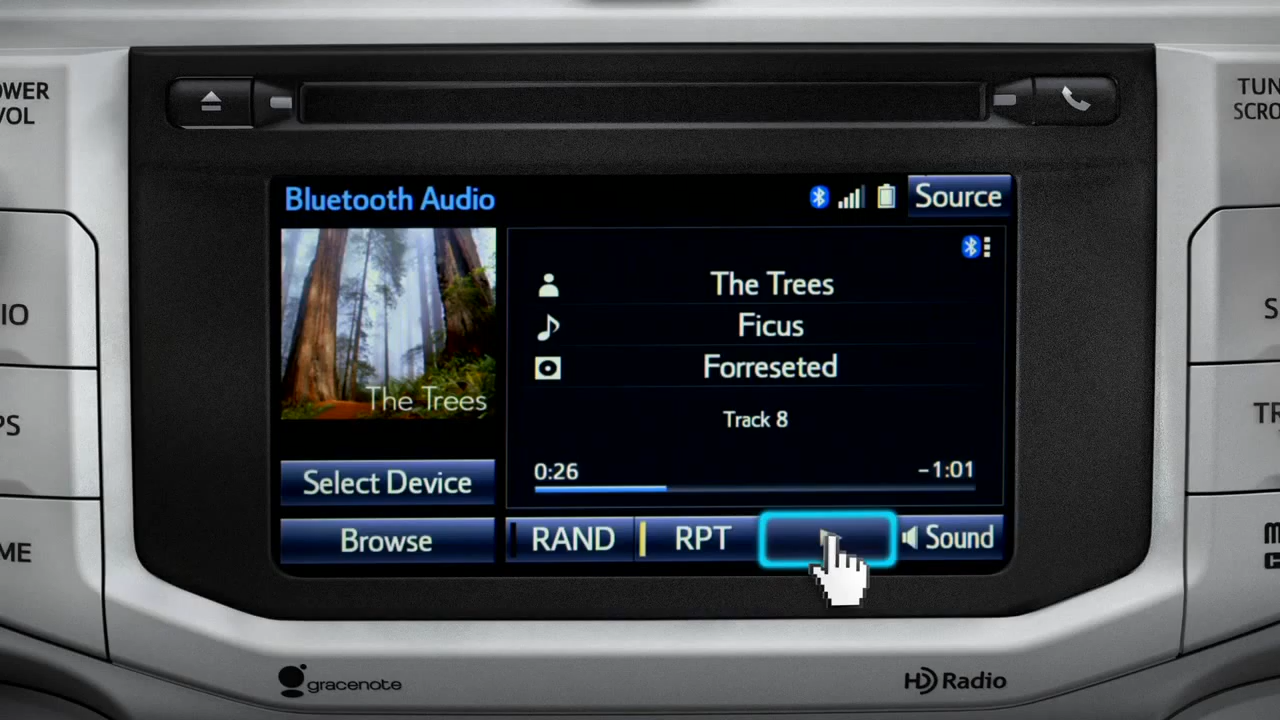 OWER
VOL
TUN
SCRO
Bluetooth Audio
Source
The Trees
Ficus
Forreseted
The Trees
Track 8
0:26
-1:01
Select Device
Browse
RAND
RPT
Sound
IO
PS
ME
S
TR
gracenote
HD Radio